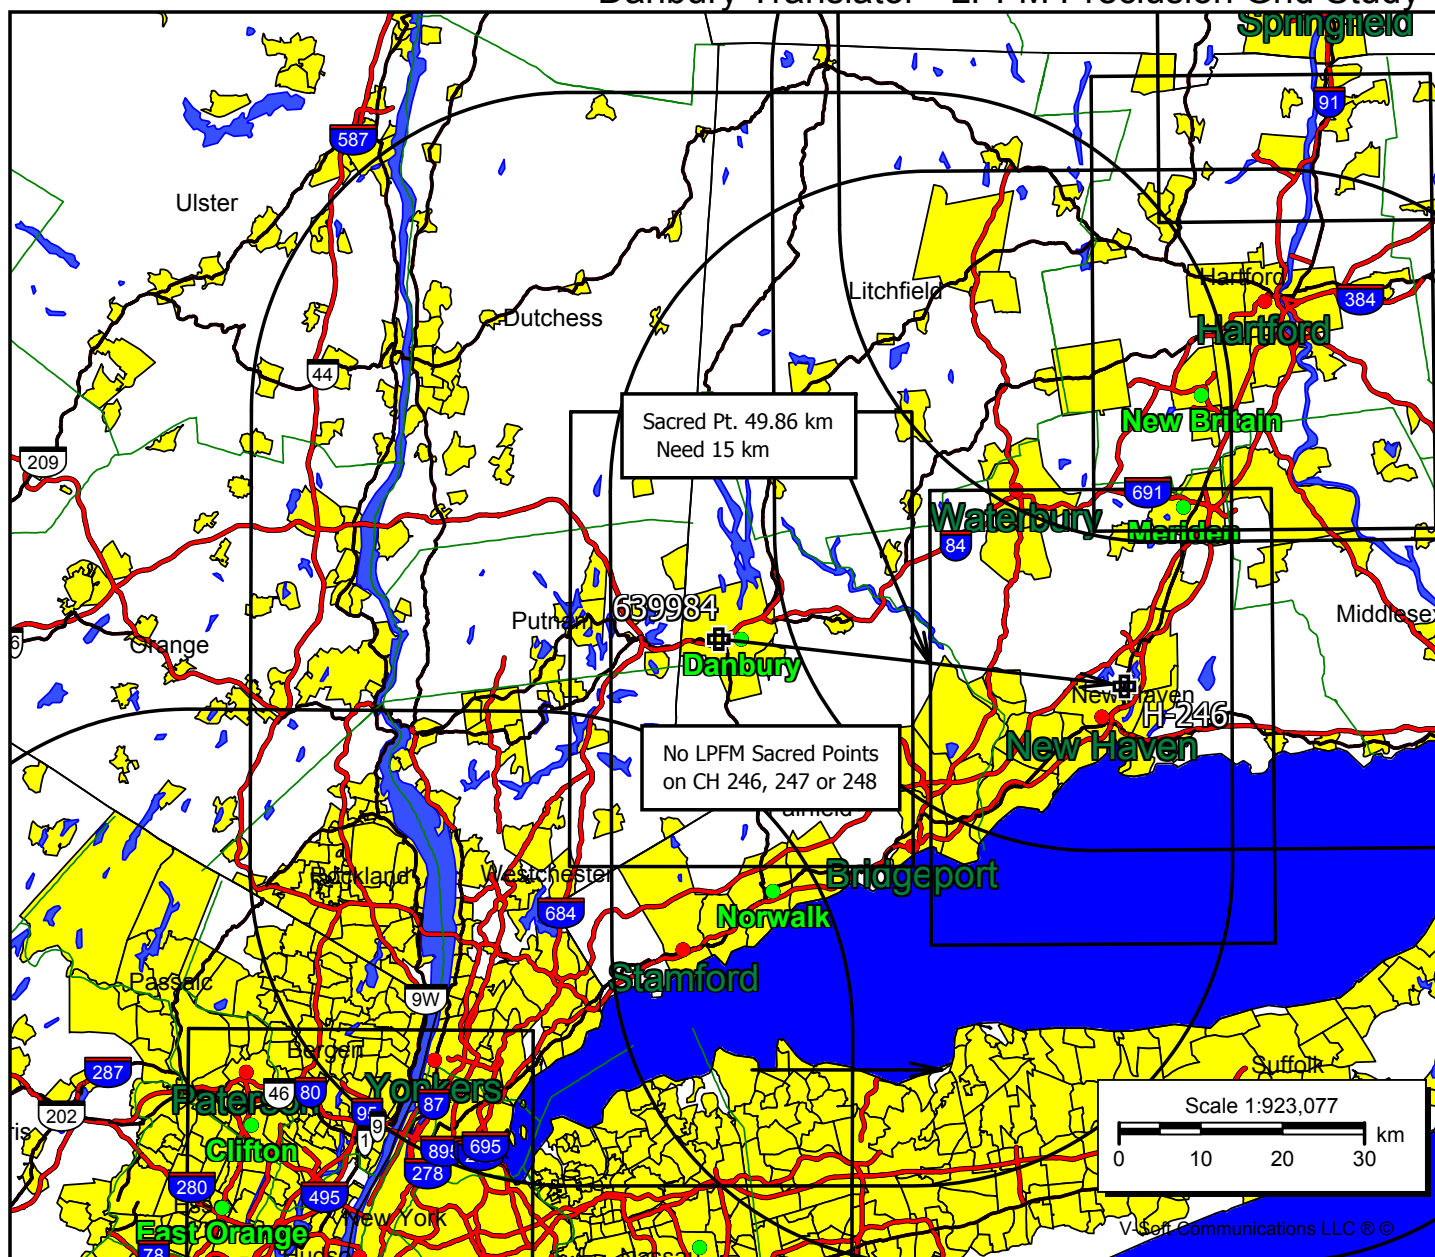 Danbury Translator - LPFM Preclusion Grid Study
Springfield
91
587
Ulster
Hartford
Litchfield
384
Dutchess
Hartford
44
Sacred Pt. 49.86 km
Need 15 km
New Britain
209
691
Waterbury
Meriden
84
639984
Putnam
Middlesex
Orange
Danbury
New Haven
H-246
New Haven
No LPFM Sacred Points
on CH 246, 247 or 248
Rockland
Westchester
Bridgeport
684
Norwalk
Passaic
Stamford
9W
Bergen
287
Suffolk
46
80
Yonkers
87
Paterson
202
95
9
1
Scale 1:923,077
km
0 10 20 30
Clifton
895
695
278
280
495
New York
East Orange
78
Hudson
Nassau
V-Soft Communications LLC ® ©